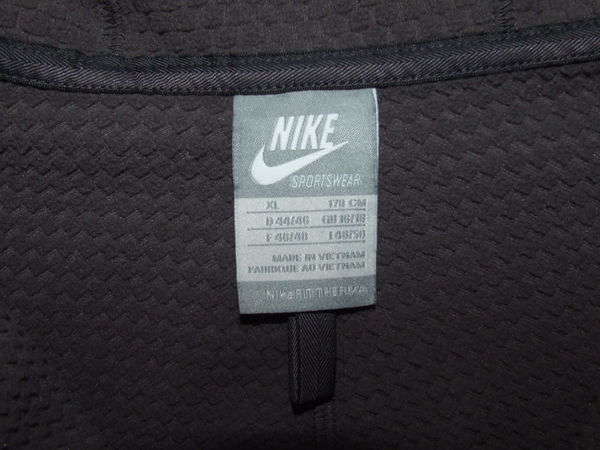 NIKE
SPORTSWEAR
XL 178 CM
D 44/46 GB 16/18
F 46/48 I 48/50
MADE IN VIETNAM
FABRIQUE AU VIETNAM
NIKE FIT THERMA